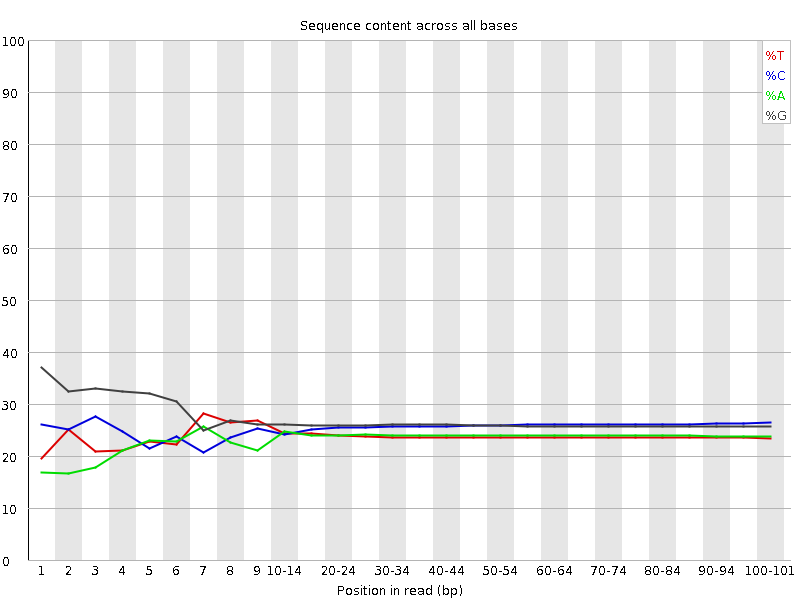 Sequence content across all bases
%T
%C
%A
%G
100
90
80
70
60
50
40
30
20
10
0
1 2 3 4 5 6 7 8 9 10-14 20-24 30-34 40-44 50-54 60-64 70-74 80-84 90-94 100-101
Position in read (bp)